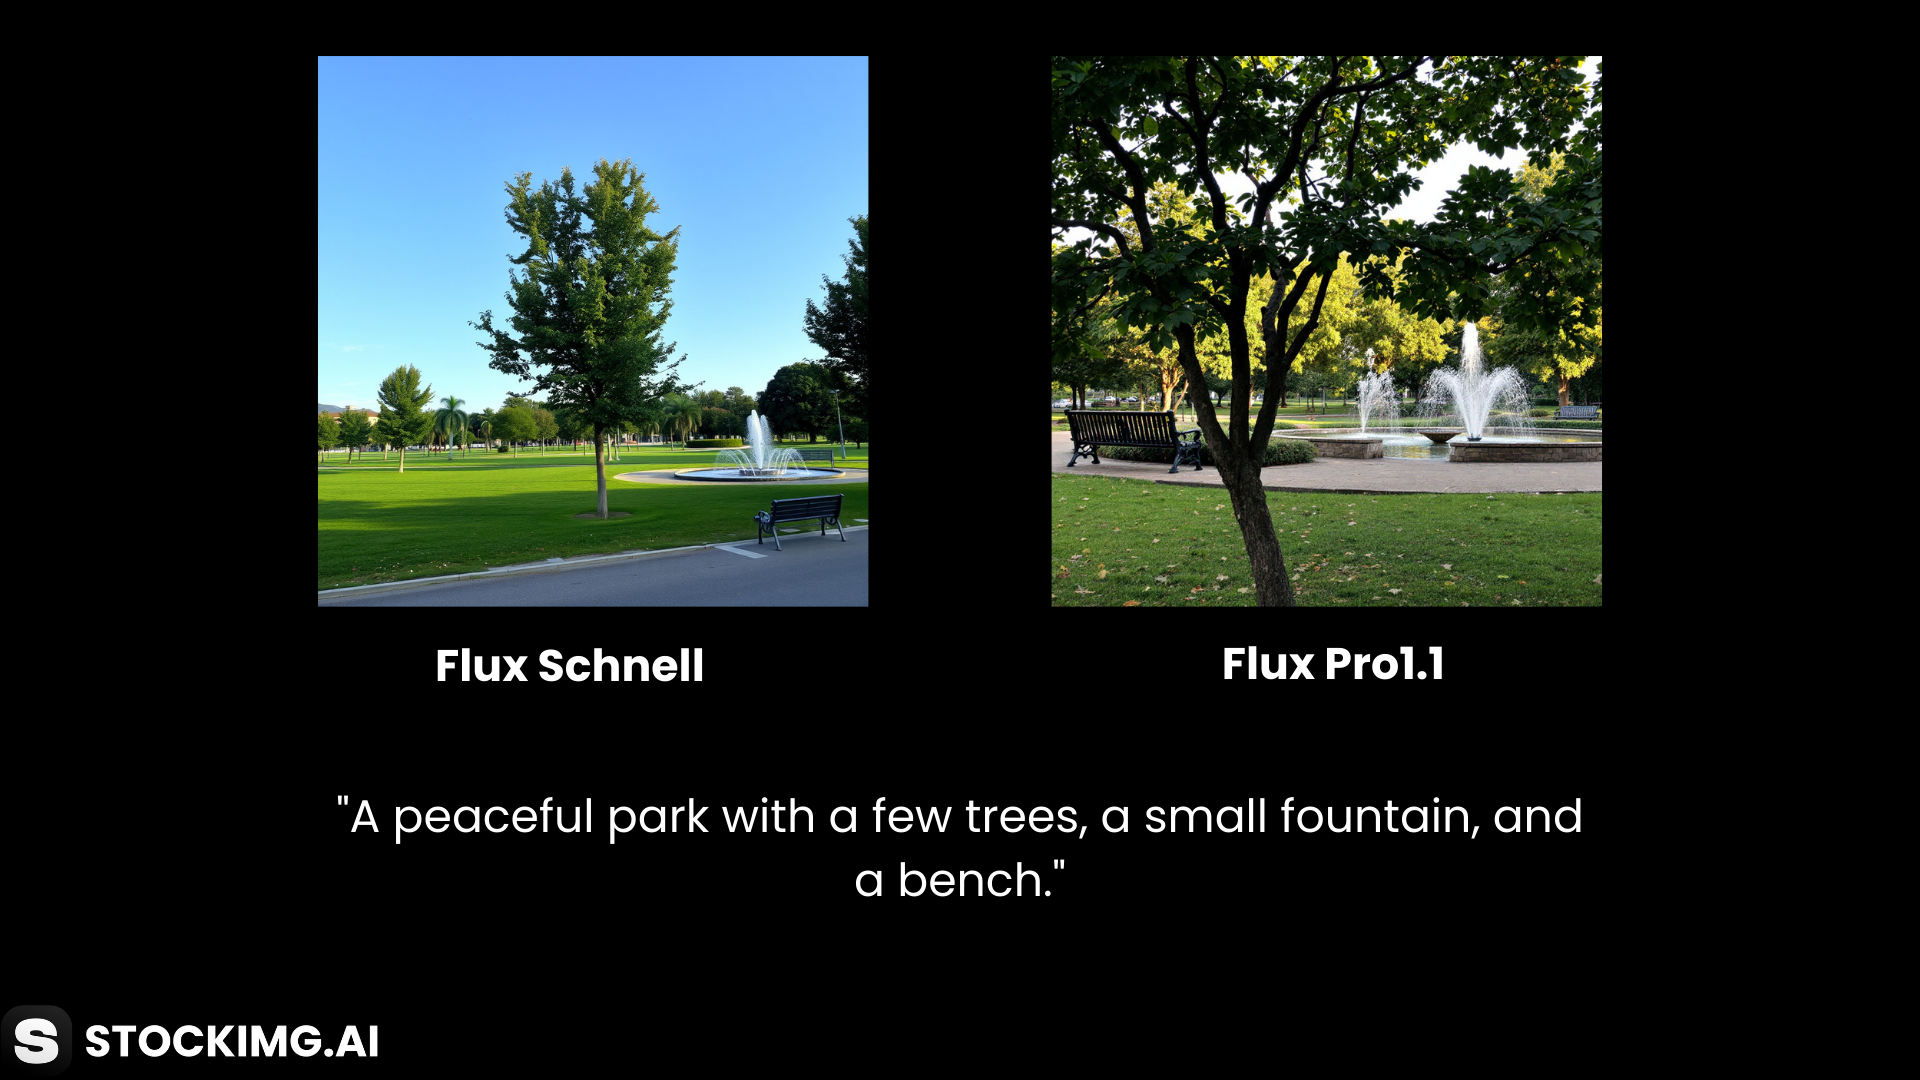 Flux Schnell
Flux Pro1.1
"A peaceful park with a few trees, a small fountain, and
a bench."
S STOCKIMG.AI